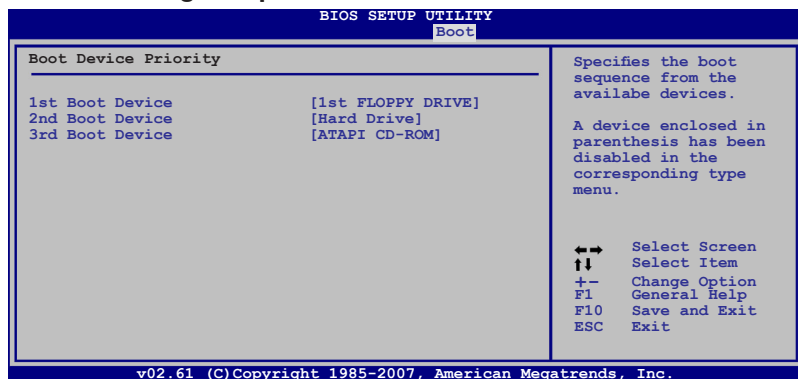 BIOS SETUP UTILITY
Boot
Boot Device Priority
1st Boot Device [1st FLOPPY DRIVE]
2nd Boot Device [Hard Drive]
3rd Boot Device [ATAPI CD-ROM]
Specifies the boot
sequence from the
availabe devices.
A device enclosed in
parenthesis has been
disabled in the
corresponding type
menu.
←→ Select Screen
↑↓ Select Item
+- Change Option
F1 General Help
F10 Save and Exit
ESC Exit
v02.61 (C)Copyright 1985-2007, American Megatrends, Inc.